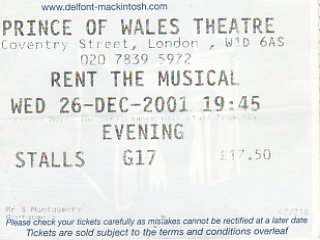 www.delfont-mackintosh.com
PRINCE OF WALES THEATRE
Coventry Street, London , W1D 6AS
020 7839 5972
RENT THE MUSICAL
WED 26-DEC-2001 19:45
EVENING
STALLS G17 £17.50
Mr S Montgomery
Montgomery
Please check your tickets carefully as mistakes cannot be rectified at a later date
Tickets are sold subject to the terms and conditions overleaf